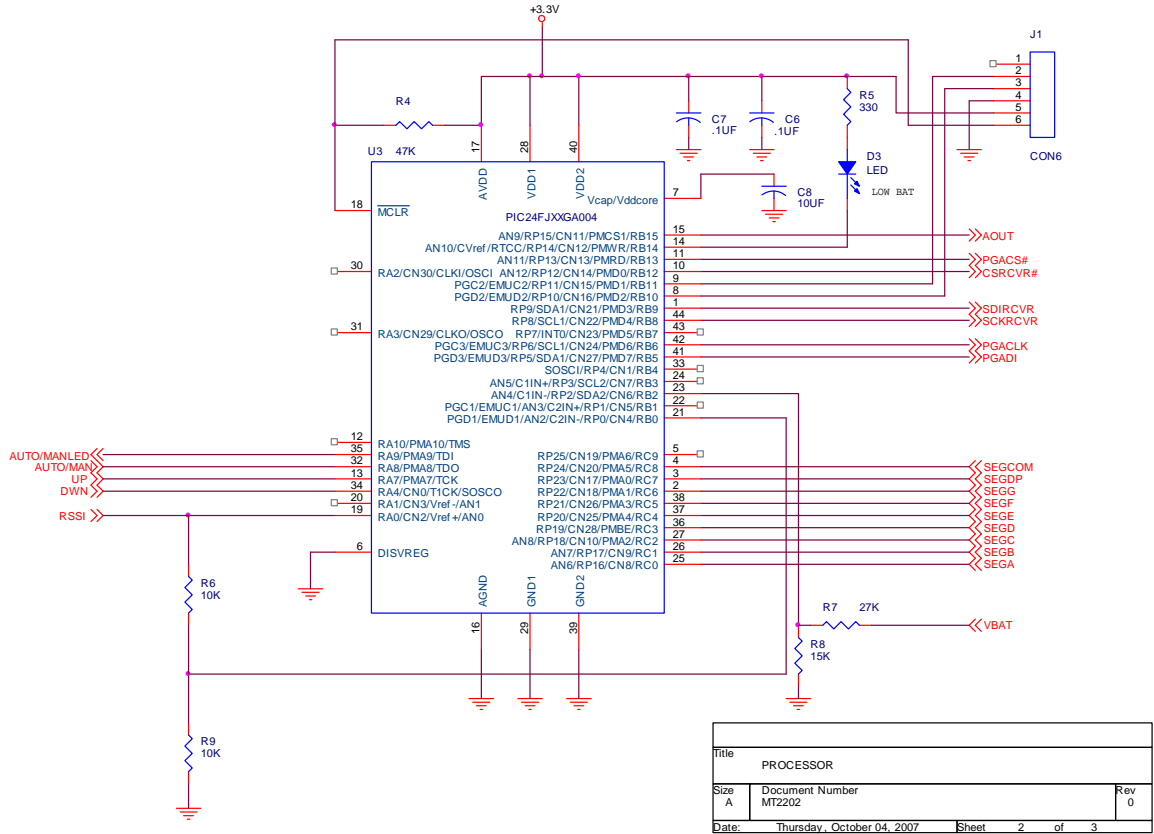 +3.3V
J1
1
2
3
4
5
6
CON6
R4
47K
U3
R5
330
C7
.1UF
C6
.1UF
D3
LED
LOW BAT
C8
10UF
17
28
40
AVDD
VDD1
VDD2
Vcap/Vddcore
7
PIC24FJXXGA004
18
MCLR
30
RA2/CN30/CLKI/OSCI
31
RA3/CN29/CLKO/OSCO
12
RA10/PMA10/TMS
AUTO/MANLED
35
RA9/PMA9/TDI
AUTO/MAN
32
RA8/PMA8/TDO
UP
13
RA7/PMA7/TCK
DWN
34
RA4/CN0/T1CK/SOSCO
20
RA1/CN3/Vref-/AN1
RSSI
19
RA0/CN2/Vref+/AN0
6
DISVREG
AN9/RP15/CN11/PMCS1/RB15
15
AOUT
AN10/CVref/RTCC/RP14/CN12/PMWR/RB14
14
AN11/RP13/CN13/PMRD/RB13
11
PGACS#
AN12/RP12/CN14/PMD0/RB12
10
CSRCVR#
PGC2/EMUC2/RP11/CN15/PMD1/RB11
9
PGD2/EMUD2/RP10/CN16/PMD2/RB10
8
RP9/SDA1/CN21/PMD3/RB9
1
SDIRCVR
RP8/SCL1/CN22/PMD4/RB8
44
SCKRCVR
RP7/INT0/CN23/PMD5/RB7
43
PGC3/EMUC3/RP6/SCL1/CN24/PMD6/RB6
42
PGACLK
PGD3/EMUD3/RP5/SDA1/CN27/PMD7/RB5
41
PGADI
SOSCI/RP4/CN1/RB4
33
AN5/C1IN+/RP3/SCL2/CN7/RB3
24
AN4/C1IN-/RP2/SDA2/CN6/RB2
23
PGC1/EMUC1/AN3/C2IN+/RP1/CN5/RB1
22
PGD1/EMUD1/AN2/C2IN-/RP0/CN4/RB0
21
RP25/CN19/PMA6/RC9
5
RP24/CN20/PMA5/RC8
4
SEGCOM
RP23/CN17/PMA0/RC7
3
SEGDP
RP22/CN18/PMA1/RC6
2
SEGG
RP21/CN26/PMA3/RC5
38
SEGF
RP20/CN25/PMA4/RC4
37
SEGE
RP19/CN28/PMBE/RC3
36
SEGD
AN8/RP18/CN10/PMA2/RC2
27
SEGC
AN7/RP17/CN9/RC1
26
SEGB
AN6/RP16/CN8/RC0
25
SEGA
AGND
GND1
GND2
16
29
39
R6
10K
R7
27K
VBAT
R8
15K
R9
10K
Title
PROCESSOR
Size
A
Document Number
MT2202
Rev
0
Date: Thursday, October 04, 2007
Sheet 2 of 3